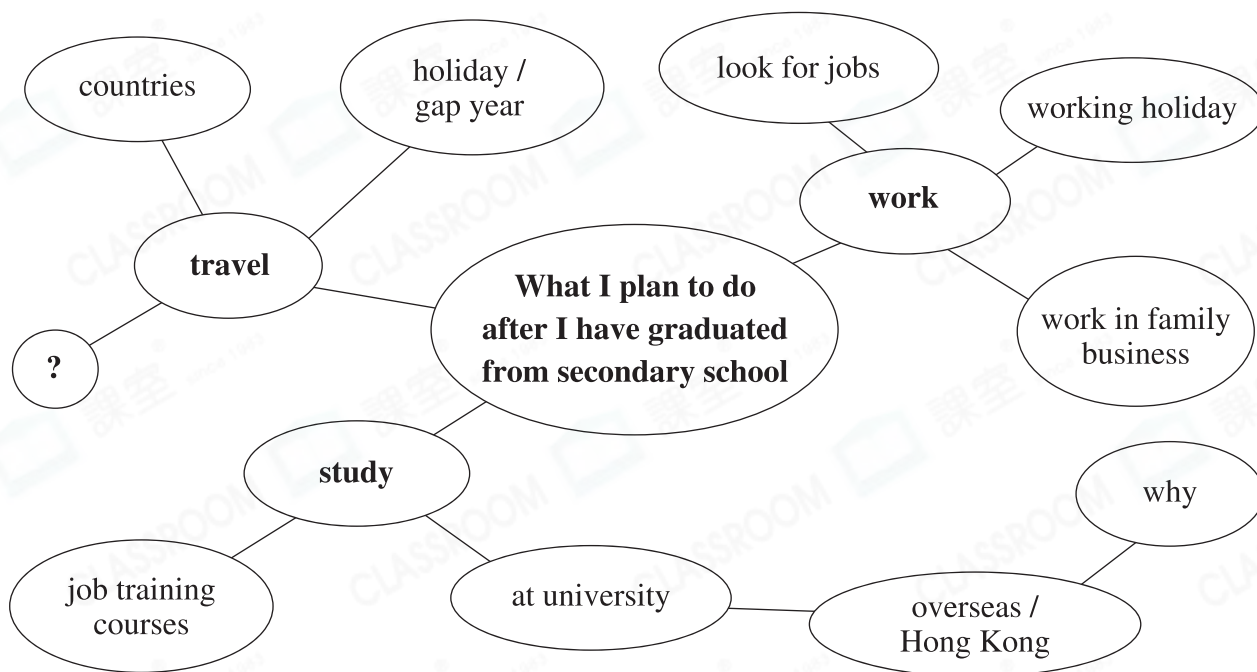 countries
holiday /
gap year
look for jobs
working holiday
travel
work
What I plan to do
after I have graduated
from secondary school
work in family
business
?
study
why
job training
courses
at university
overseas /
Hong Kong